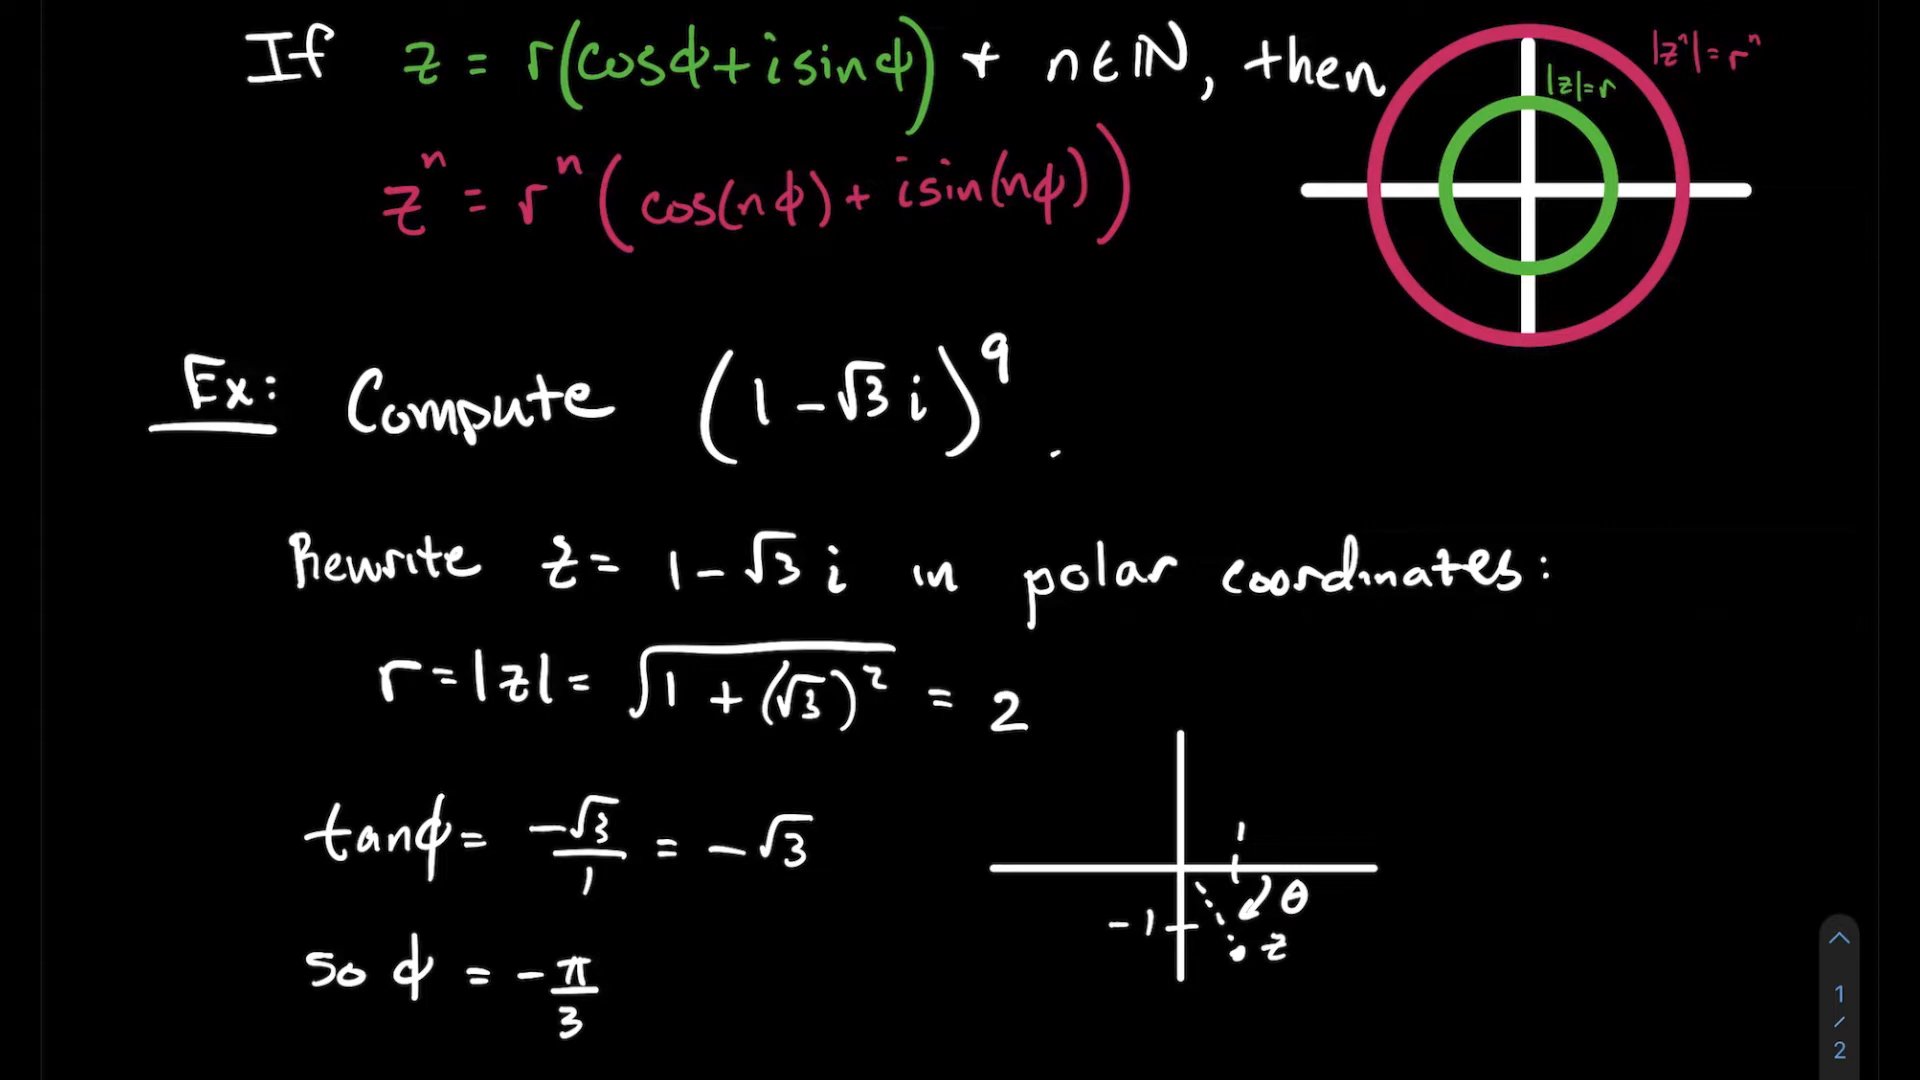 If z = r(cosϕ + i sin ϕ) + n ∈ ℕ, then
|zⁿ| = rⁿ
|z| = r
zⁿ = rⁿ (cos(nϕ) + i sin(nϕ))
Ex: Compute (1 - √3 i)⁹.
Rewrite z = 1 - √3 i in polar coordinates:
r = |z| = √(1 + (√3)²) = 2
tanϕ = -√3/1 = -√3
so ϕ = -π/3
1
θ
-1
z
1
/
2